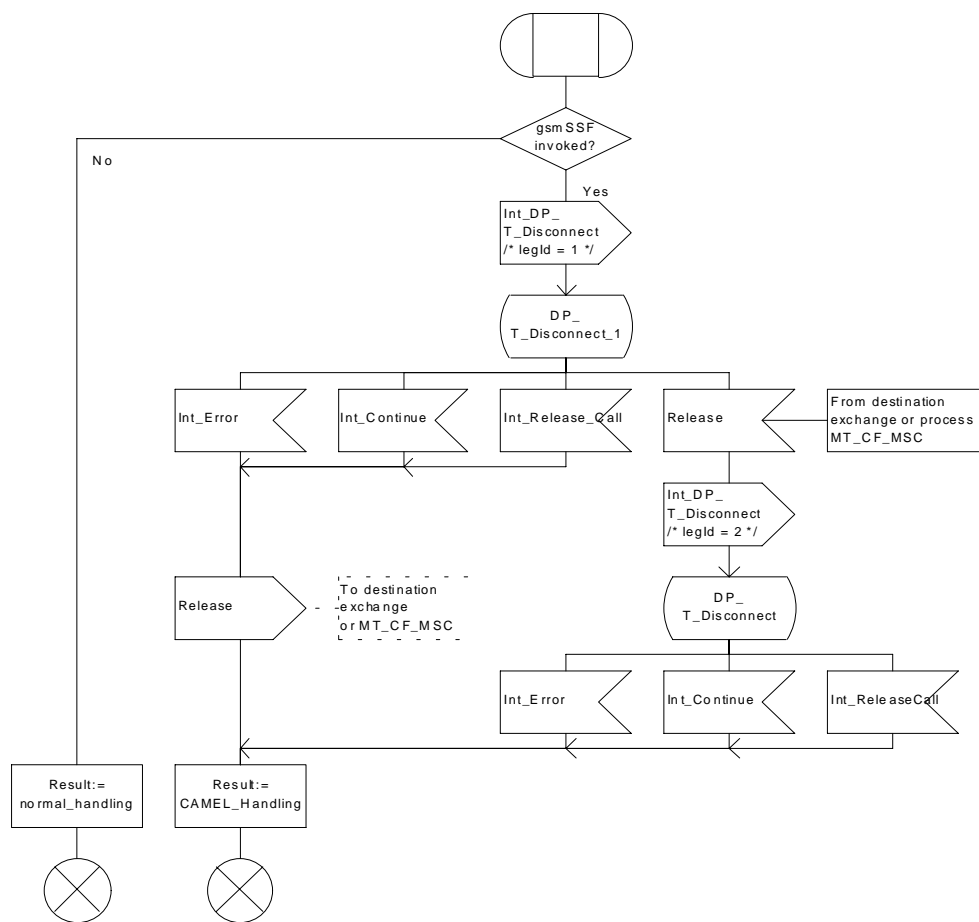 gsmSSF
invoked?
No
Yes
Int_DP_
T_Disconnect
/* legId = 1 */
DP_
T_Disconnect_1
Int_Error
Int_Continue
Int_Release_Call
Release
From destination
exchange or process
MT_CF_MSC
Int_DP_
T_Disconnect
/* legId = 2 */
Release
To destination
exchange
or MT_CF_MSC
DP_
T_Disconnect
Int_Error
Int_Continue
Int_ReleaseCall
Result:=
normal_handling
Result:=
CAMEL_Handling